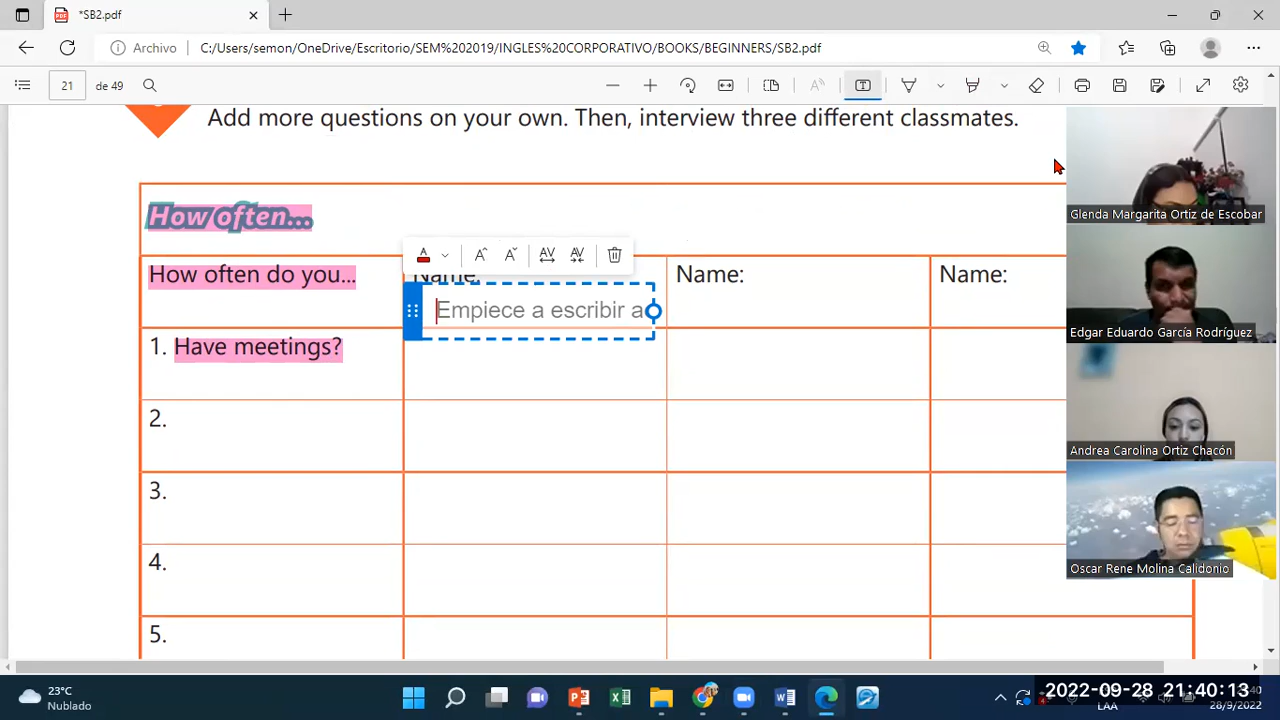 *SB2.pdf
Archivo C:/Users/semon/OneDrive/Escritorio/SEM%202019/INGLES%20CORPORATIVO/BOOKS/BEGINNERS/SB2.pdf
21 de 49
Add more questions on your own. Then, interview three different classmates.
How often...
How often do you... Name: Name: Name:
Empiece a escribir a
1. Have meetings?
2.
3.
4.
5.
Glenda Margarita Ortiz de Escobar
Edgar Eduardo García Rodríguez
Andrea Carolina Ortiz Chacón
Oscar Rene Molina Calidonio
23°C
Nublado
LAA
2022-09-28 21:40:13
28/9/2022